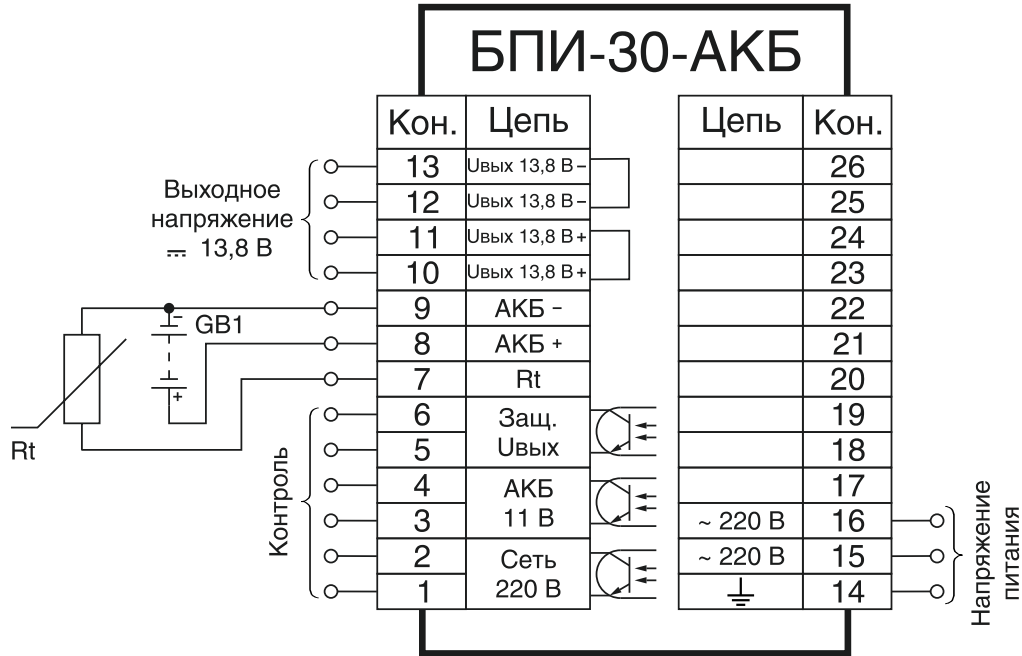 БПИ-30-АКБ
Кон. Цепь Цепь Кон.
13 Uвых 13,8 В − 26
12 Uвых 13,8 В − 25
11 Uвых 13,8 В + 24
10 Uвых 13,8 В + 23
9 АКБ − 22
8 АКБ + 21
7 Rt 20
6 Защ. 19
5 Uвых 18
4 АКБ 17
3 11 В ~ 220 В 16
2 Сеть ~ 220 В 15
1 220 В 14
Выходное
напряжение
⎓ 13,8 В
−
GB1
+
Rt
Контроль
Напряжение
питания